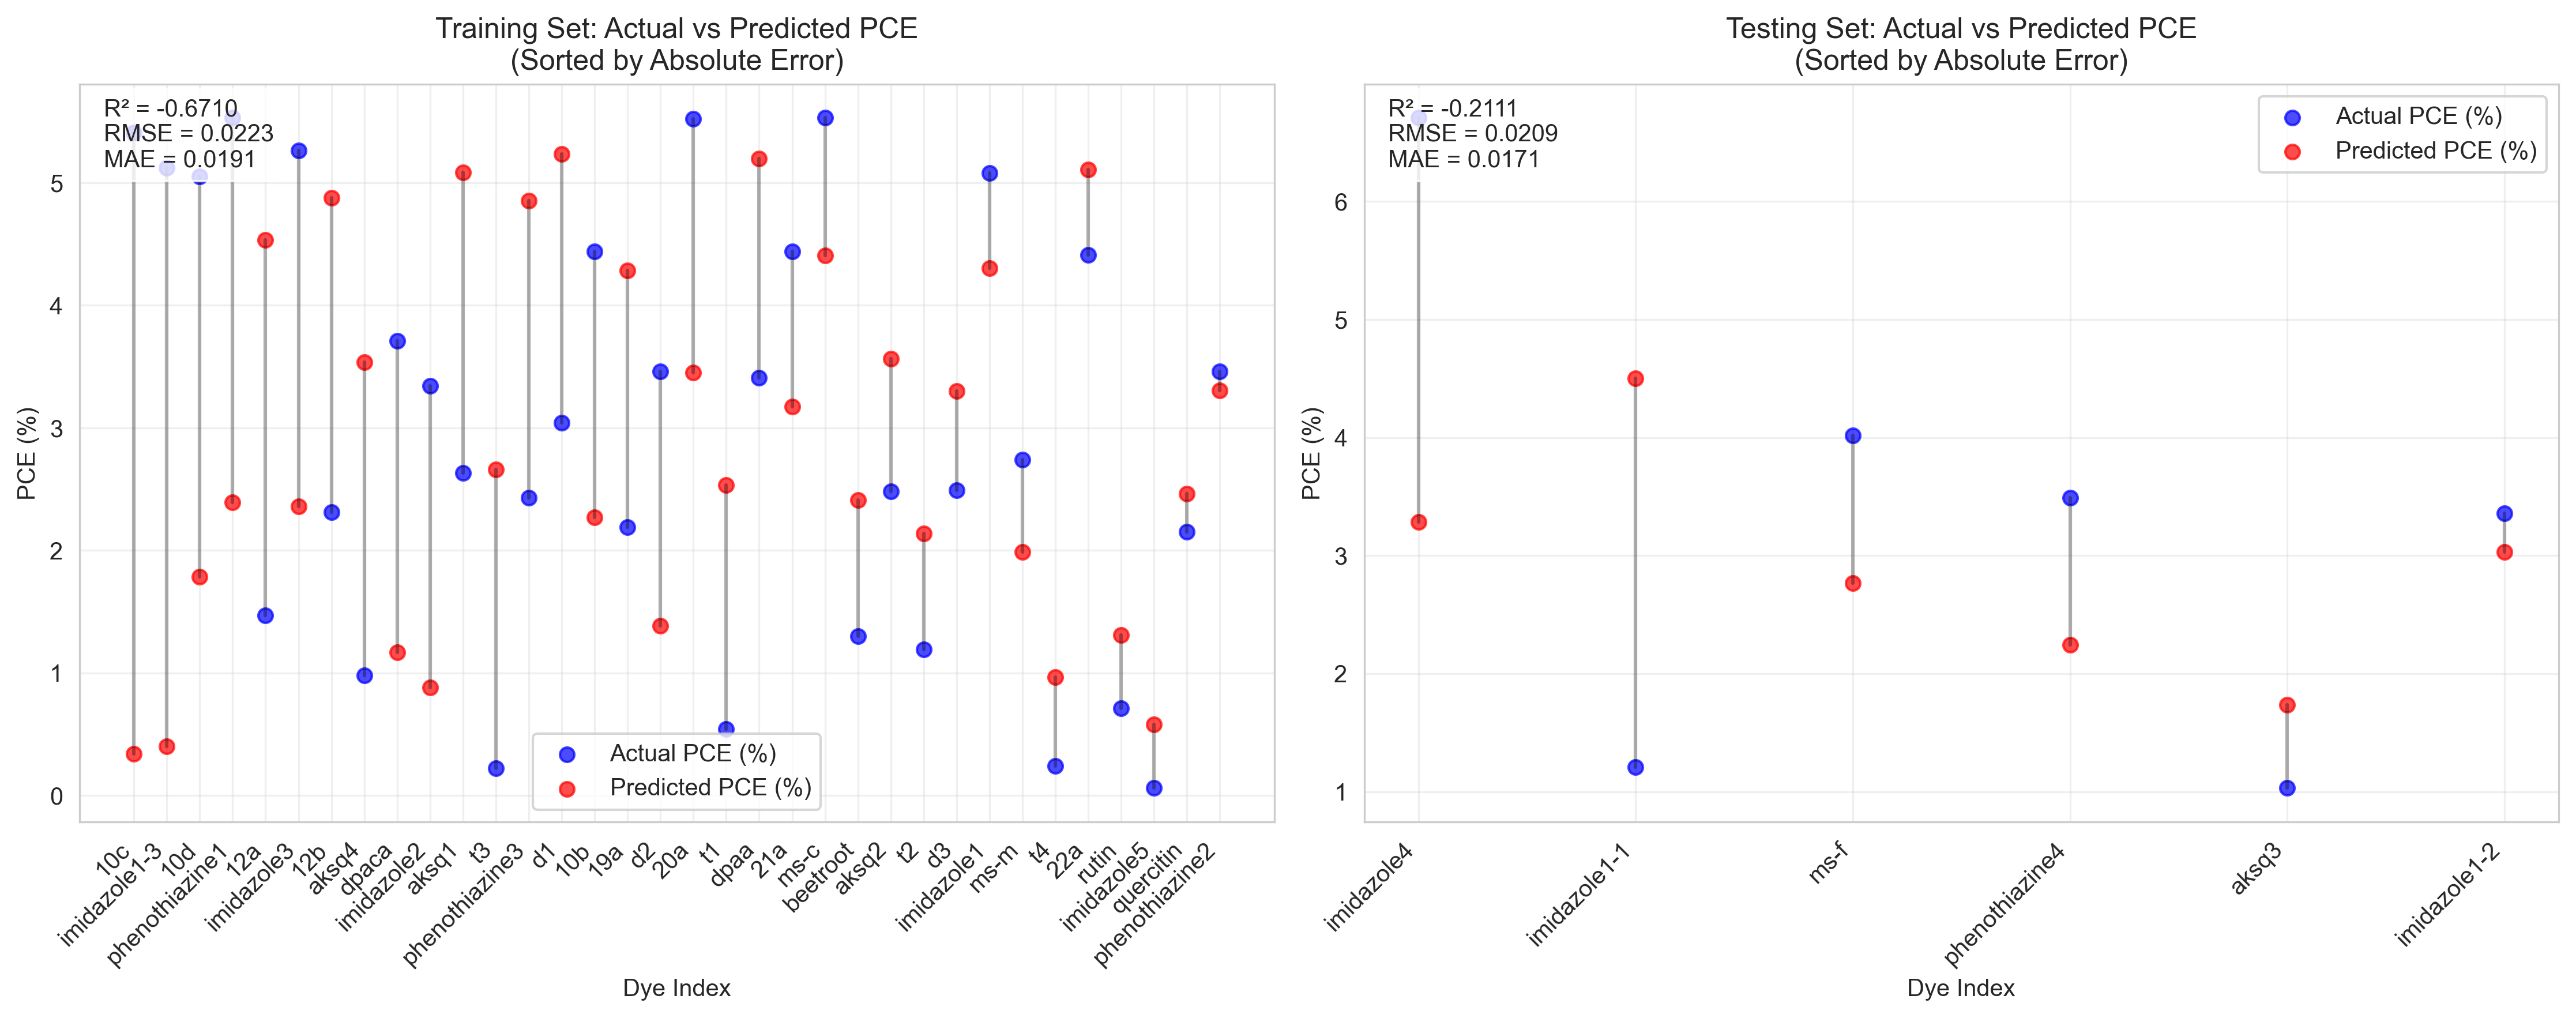 Training Set: Actual vs Predicted PCE
(Sorted by Absolute Error)
R² = -0.6710
RMSE = 0.0223
MAE = 0.0191
PCE (%)
5
4
3
2
1
0
Actual PCE (%)
Predicted PCE (%)
10c
imidazole1-3
10d
phenothiazine1
12a
imidazole3
12b
aksq4
dpaca
imidazole2
aksq1
t3
phenothiazine3
d1
10b
19a
d2
20a
t1
dpaa
21a
ms-c
beetroot
aksq2
t2
d3
imidazole1
ms-m
t4
22a
rutin
imidazole5
quercitin
phenothiazine2
Dye Index
Testing Set: Actual vs Predicted PCE
(Sorted by Absolute Error)
R² = -0.2111
RMSE = 0.0209
MAE = 0.0171
Actual PCE (%)
Predicted PCE (%)
PCE (%)
6
5
4
3
2
1
imidazole4
imidazole1-1
ms-f
phenothiazine4
aksq3
imidazole1-2
Dye Index